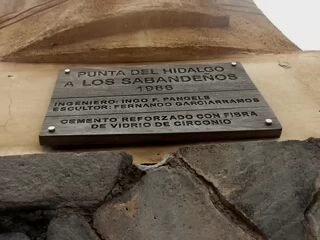 PUNTA DEL HIDALGO
A LOS SABANDEÑOS
1988
INGENIERO: INGO F. PANGELS
ESCULTOR: FERNANDO GARCIARRAMOS
CEMENTO REFORZADO CON FIBRA
DE VIDRIO DE CIRCONIO